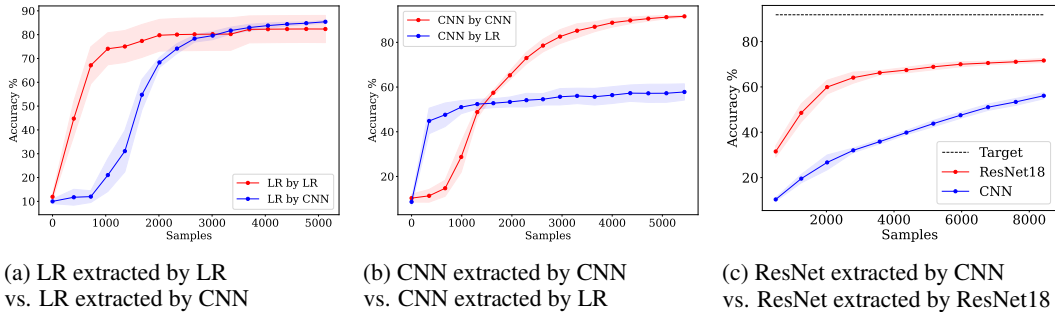 90
80
70
60
50
40
30
20
10
Accuracy %
LR by LR
LR by CNN
0 1000 2000 3000 4000 5000
Samples
80
60
40
20
Accuracy %
CNN by CNN
CNN by LR
0 1000 2000 3000 4000 5000
Samples
80
60
40
20
Accuracy %
Target
ResNet18
CNN
2000 4000 6000 8000
Samples
(a) LR extracted by LR
vs. LR extracted by CNN
(b) CNN extracted by CNN
vs. CNN extracted by LR
(c) ResNet extracted by CNN
vs. ResNet extracted by ResNet18